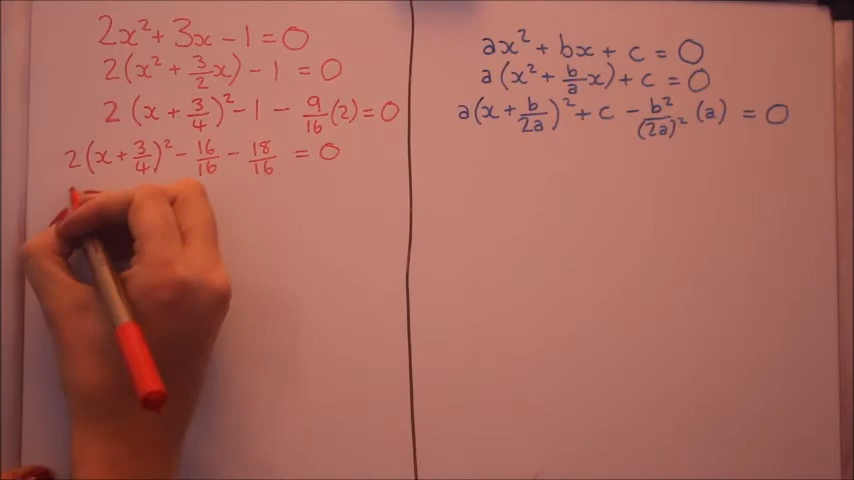 2x² + 3x - 1 = 0
2(x² + 3/2 x) - 1 = 0
2(x + 3/4)² - 1 - 9/16 (2) = 0
2(x + 3/4)² - 16/16 - 18/16 = 0
ax² + bx + c = 0
a(x² + b/a x) + c = 0
a(x + b/2a)² + c - b²/(2a)² (a) = 0